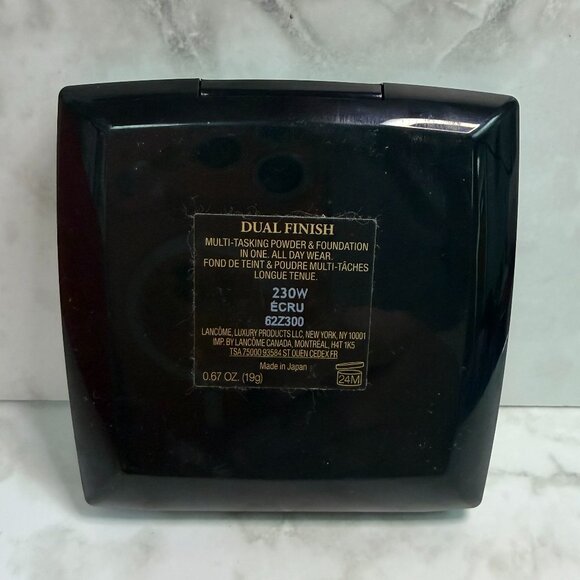 DUAL FINISH
MULTI-TASKING POWDER & FOUNDATION
IN ONE. ALL DAY WEAR.
FOND DE TEINT & POUDRE MULTI-TÂCHES
LONGUE TENUE.
230W
ÉCRU
62Z300
LANCÔME, LUXURY PRODUCTS LLC, NEW YORK, NY 10001
IMP. BY LANCÔME CANADA, MONTRÉAL, H4T 1K5
TSA 75000 93584 ST OUEN CEDEX FR
Made in Japan
0.67 OZ. (19g)
24M